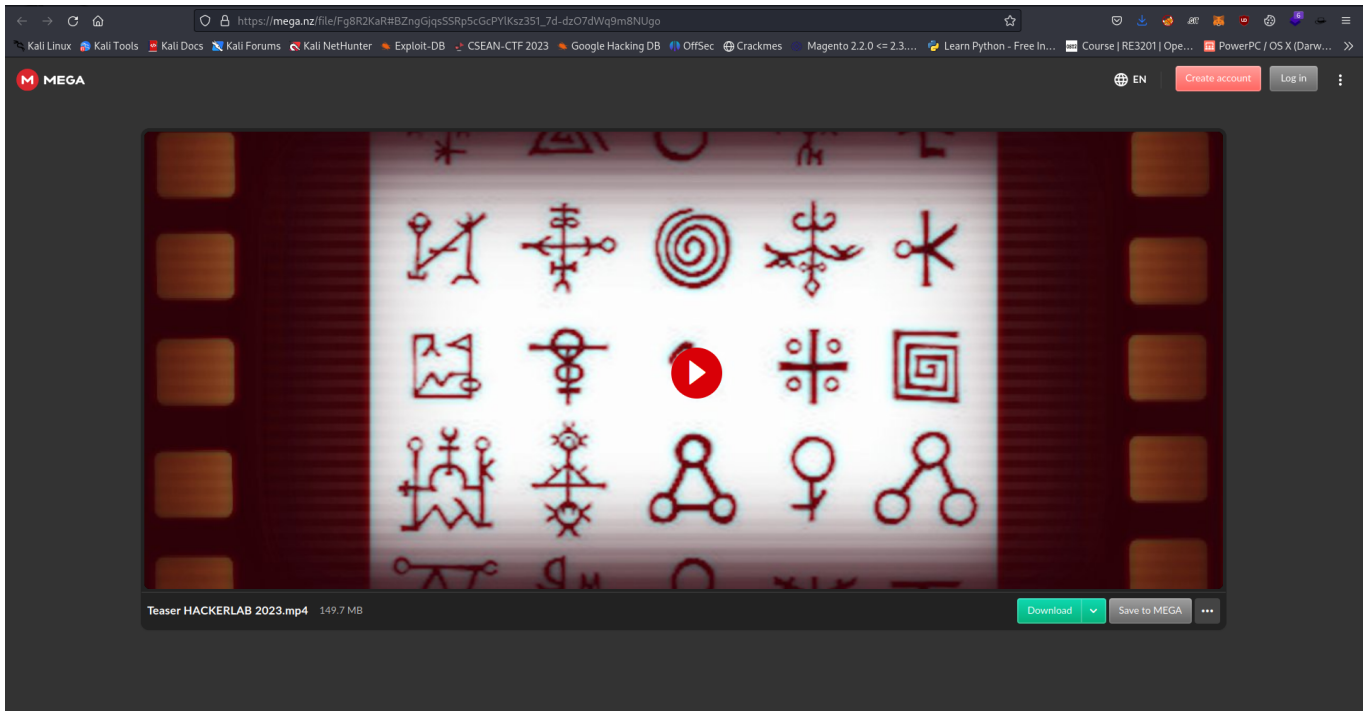 https://mega.nz/file/Fg8R2KaR#BZngGjqsSSRp5cGcPYlKsz351_7d-dzO7dWq9m8NUgo
Kali Linux Kali Tools Kali Docs Kali Forums Kali NetHunter Exploit-DB CSEAN-CTF 2023 Google Hacking DB OffSec Crackmes Magento 2.2.0 <= 2.3.... Learn Python - Free In... Course | RE3201 | Ope... PowerPC / OS X (Darw...
M MEGA EN Create account Log in
Teaser HACKERLAB 2023.mp4 149.7 MB Download Save to MEGA